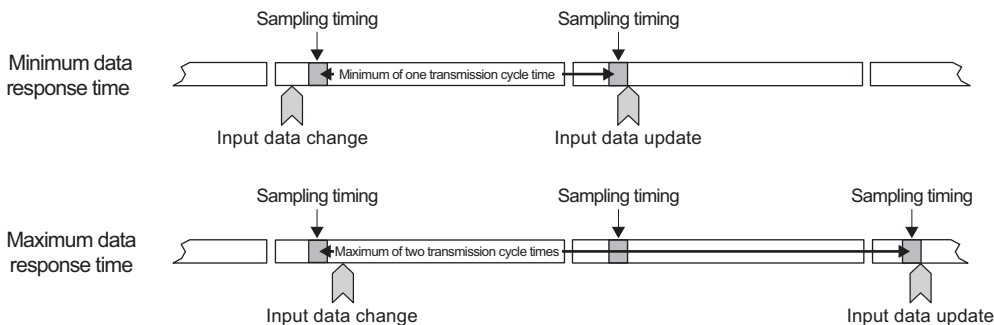 Sampling timing Sampling timing
Minimum data
response time
Minimum of one transmission cycle time
Input data change Input data update
Sampling timing Sampling timing Sampling timing
Maximum data
response time
Maximum of two transmission cycle times
Input data change Input data update